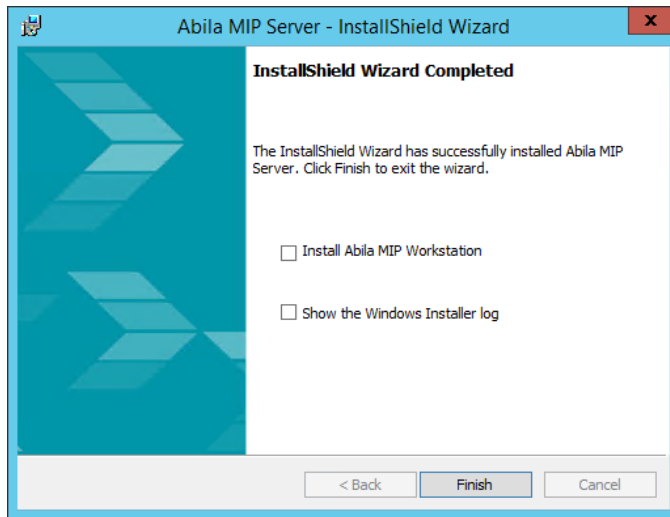 Abila MIP Server - InstallShield Wizard
x
InstallShield Wizard Completed
The InstallShield Wizard has successfully installed Abila MIP
Server. Click Finish to exit the wizard.
Install Abila MIP Workstation
Show the Windows Installer log
< Back
Finish
Cancel